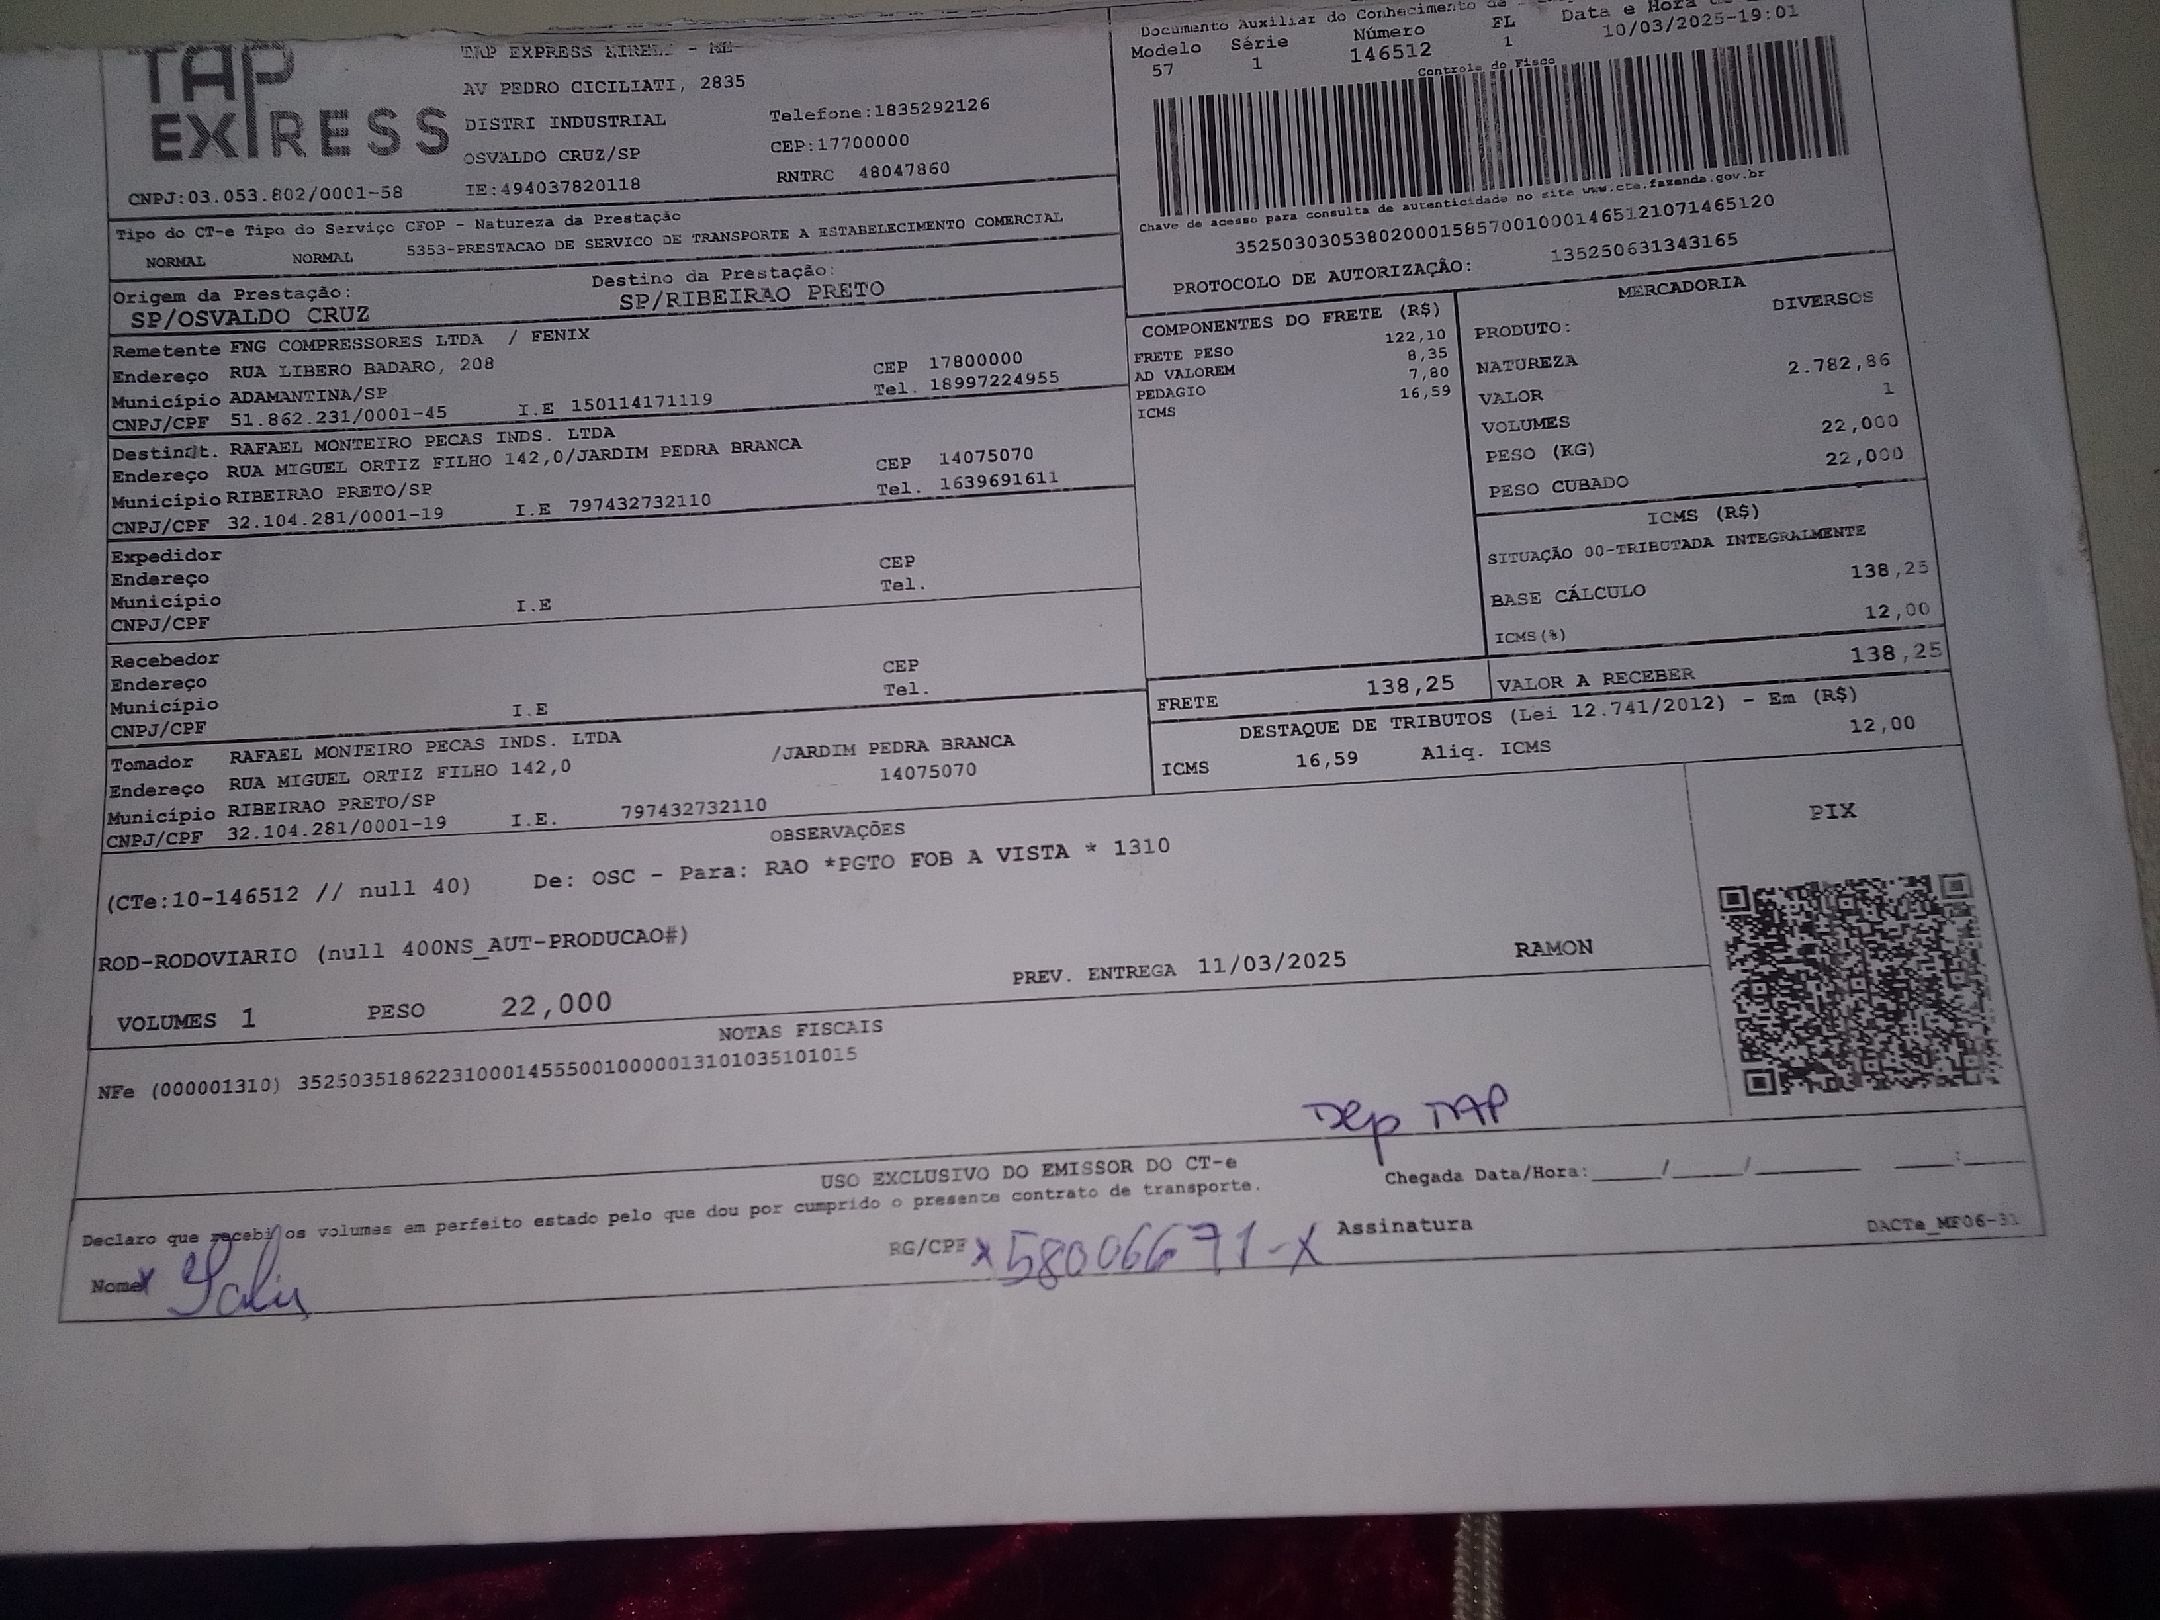 TAP
EXPRESS
TAP EXPRESS EIRELI - ME
AV PEDRO CICILIATI, 2835
DISTRI INDUSTRIAL Telefone:1835292126
OSVALDO CRUZ/SP CEP:17700000
CNPJ:03.053.802/0001-58 IE:494037820118 RNTRC 48047860
Documento Auxiliar do Conhecimento de
Modelo Série Número FL Data e Hora
57 1 146512 1 10/03/2025-19:01
Controle do Fisco
Chave de acesso para consulta de autenticidade no site www.cte.fazenda.gov.br
35250303053802000158570010001465121071465120
PROTOCOLO DE AUTORIZAÇÂO: 135250631343165
Tipo do CT-e Tipo do Serviço CFOP - Natureza da Prestação
NORMAL NORMAL 5353-PRESTACAO DE SERVICO DE TRANSPORTE A ESTABELECIMENTO COMERCIAL
Origem da Prestação: Destino da Prestação:
SP/OSVALDO CRUZ SP/RIBEIRAO PRETO
Remetente FNG COMPRESSORES LTDA / FENIX
Endereço RUA LIBERO BADARO, 208 CEP 17800000
Município ADAMANTINA/SP Tel. 18997224955
CNPJ/CPF 51.862.231/0001-45 I.E 150114171119
Destinat. RAFAEL MONTEIRO PECAS INDS. LTDA
Endereço RUA MIGUEL ORTIZ FILHO 142,0/JARDIM PEDRA BRANCA CEP 14075070
Município RIBEIRAO PRETO/SP Tel. 1639691611
CNPJ/CPF 32.104.281/0001-19 I.E 797432732110
Expedidor
Endereço CEP
Município Tel.
CNPJ/CPF I.E
Recebedor
Endereço CEP
Município Tel.
CNPJ/CPF I.E
Tomador RAFAEL MONTEIRO PECAS INDS. LTDA
Endereço RUA MIGUEL ORTIZ FILHO 142,0 /JARDIM PEDRA BRANCA
Município RIBEIRAO PRETO/SP 14075070
CNPJ/CPF 32.104.281/0001-19 I.E. 797432732110
COMPONENTES DO FRETE (R$)
FRETE PESO 122,10
AD VALOREM 8,35
PEDAGIO 7,80
ICMS 16,59
MERCADORIA
PRODUTO: DIVERSOS
NATUREZA
VALOR 2.782,86
VOLUMES 1
PESO (KG) 22,000
PESO CUBADO 22,000
ICMS (R$)
SITUAÇÃO 00-TRIBUTADA INTEGRALMENTE
BASE CÁLCULO 138,25
ICMS(%) 12,00
FRETE 138,25 VALOR A RECEBER 138,25
DESTAQUE DE TRIBUTOS (Lei 12.741/2012) - Em (R$)
ICMS 16,59 Aliq. ICMS 12,00
OBSERVAÇÕES
(CTe:10-146512 // null 40) De: OSC - Para: RAO *PGTO FOB A VISTA * 1310
ROD-RODOVIARIO (null 400NS_AUT-PRODUCAO#)
PREV. ENTREGA 11/03/2025 RAMON
VOLUMES 1 PESO 22,000
PIX
NOTAS FISCAIS
NFe (000001310) 35250351862231000145550010000013101035101015
Dep TAP
USO EXCLUSIVO DO EMISSOR DO CT-e
Declaro que recebi os volumes em perfeito estado pelo que dou por cumprido o presente contrato de transporte.
Chegada Data/Hora:_____/_____/________ ____:____
Nome RG/CPF x 58006671-X Assinatura
DACTe_MF06-31